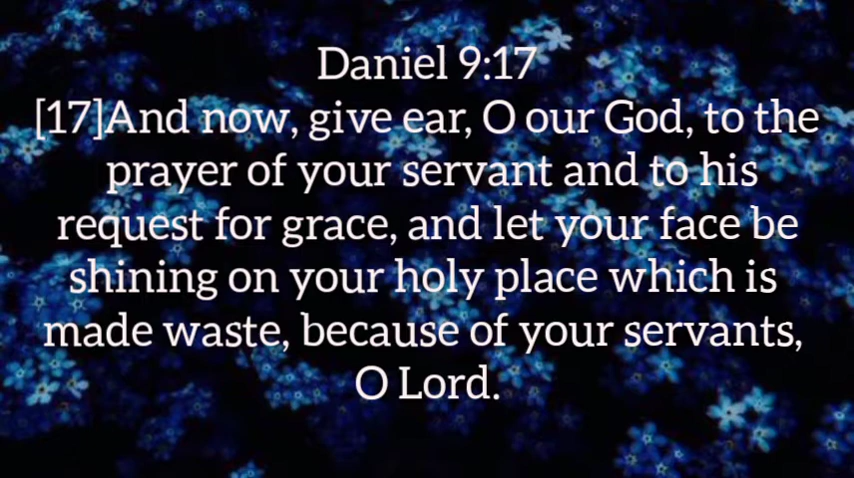 Daniel 9:17
[17]And now, give ear, O our God, to the
prayer of your servant and to his
request for grace, and let your face be
shining on your holy place which is
made waste, because of your servants,
O Lord.